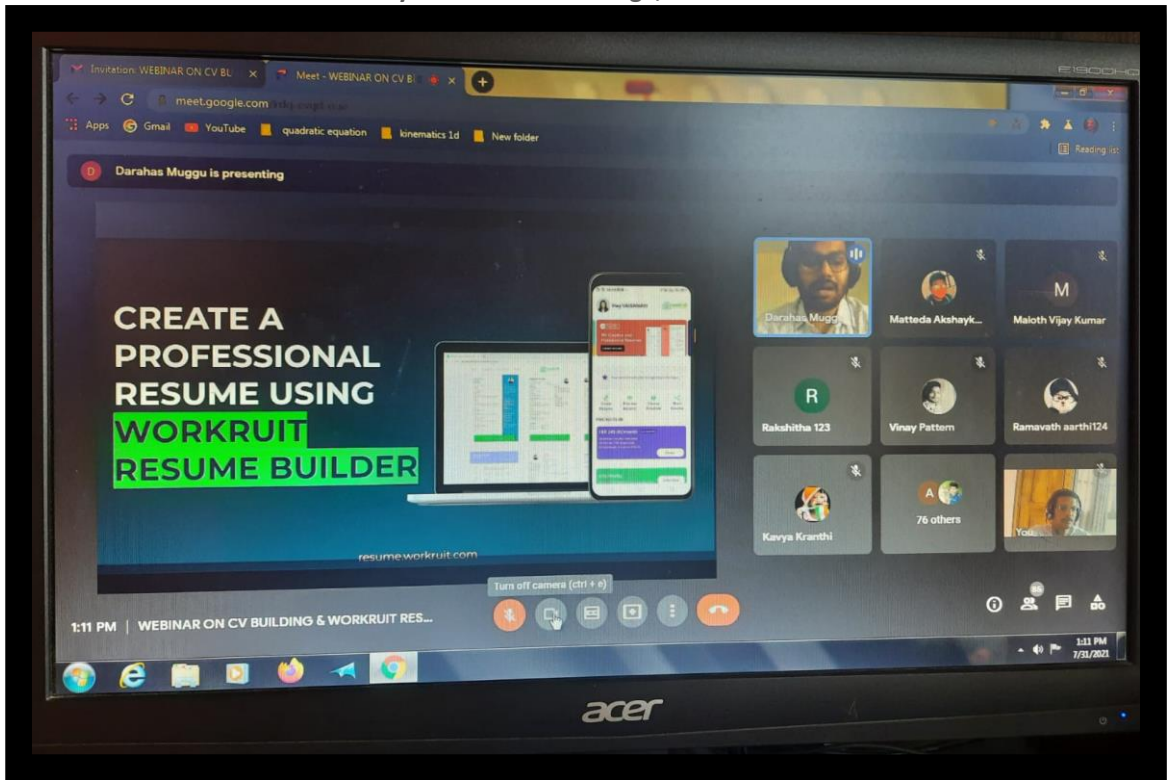 E1900HQ
Invitation: WEBINAR ON CV BU
Meet - WEBINAR ON CV B
meet.google.com
Apps Gmail YouTube quadratic equation kinematics 1d New folder
Reading list
D Darahas Muggu is presenting
CREATE A
PROFESSIONAL
RESUME USING
WORKRUIT
RESUME BUILDER
resume.workruit.com
Darahas Muggu
Matteda Akshayk...
M
Maloth Vijay Kumar
R
Rakshitha 123
Vinay Pattem
Ramavath aarthi124
Kavya Kranthi
A
76 others
You
Turn off camera (ctrl + e)
1:11 PM | WEBINAR ON CV BUILDING & WORKRUIT RES...
1:11 PM
7/31/2021
acer